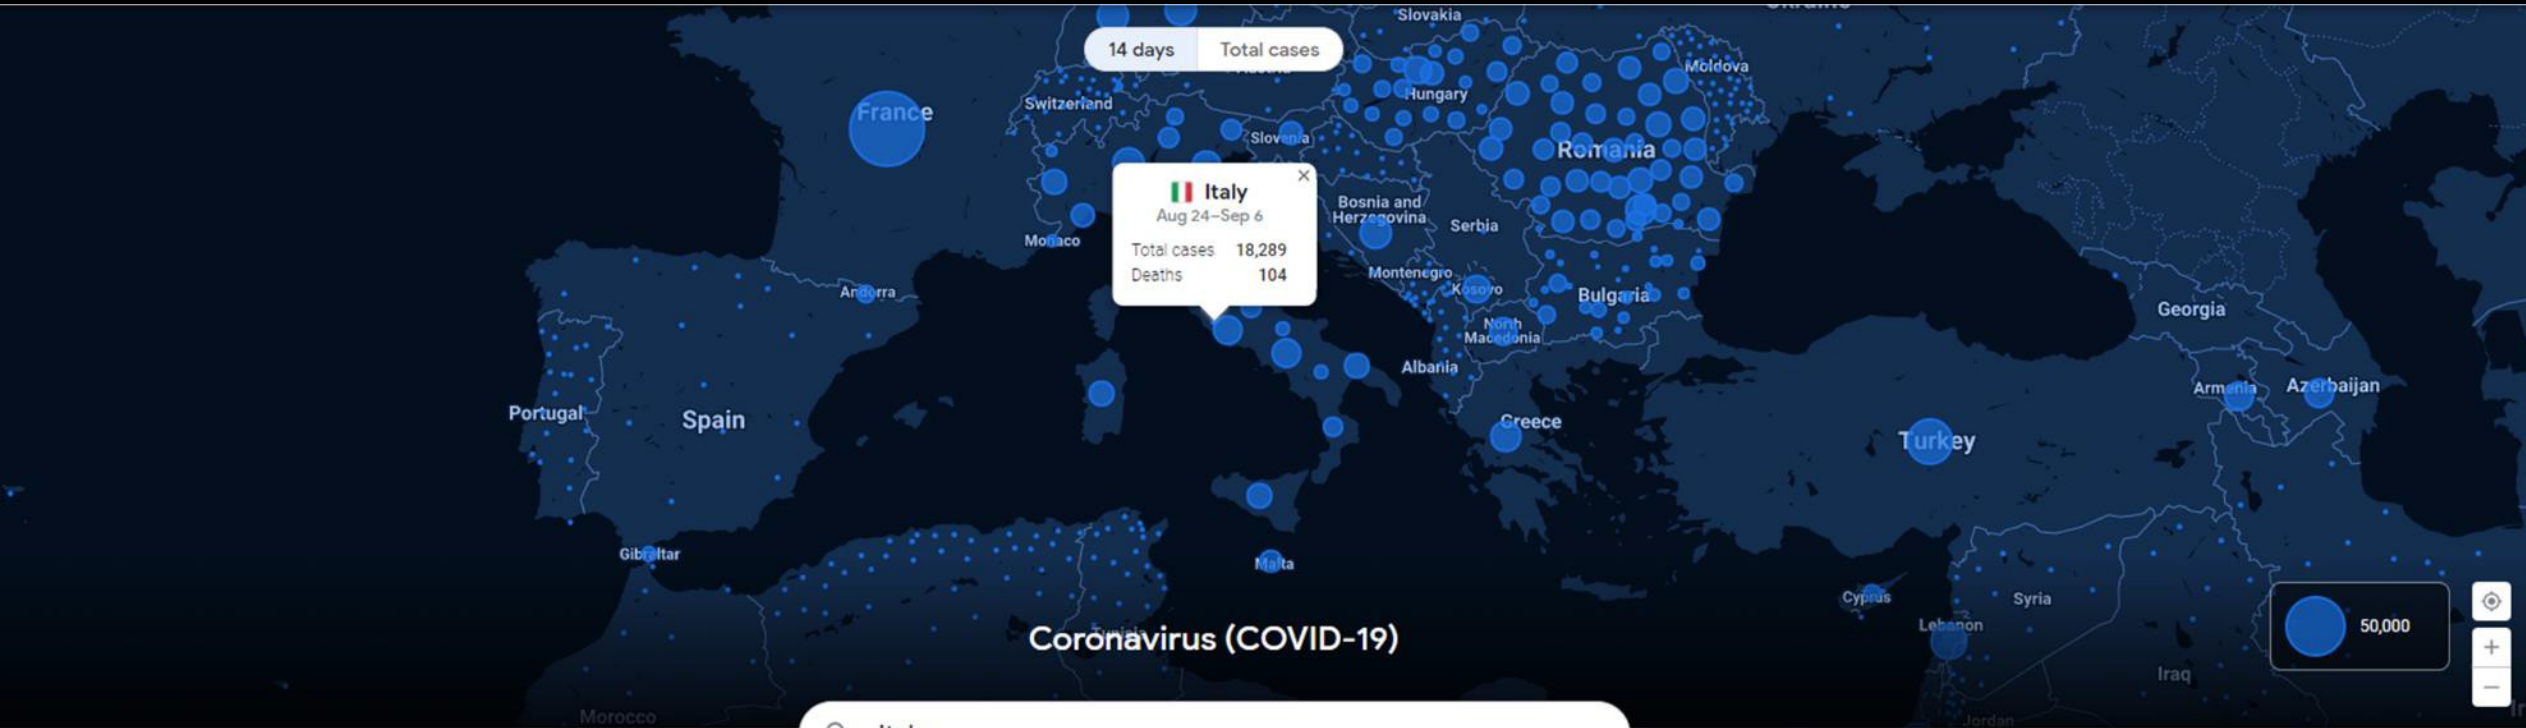 Slovakia
14 days
Total cases
Moldova
Hungary
Switzerland
France
Slovenia
Romania
Italy
Aug 24–Sep 6
Total cases 18,289
Deaths 104
Bosnia and
Herzegovina
Serbia
Monaco
Montenegro
Kosovo
Andorra
Bulgaria
Georgia
North
Macedonia
Albania
Armenia
Azerbaijan
Portugal
Spain
Greece
Turkey
Gibraltar
Malta
Cyprus
Syria
Lebanon
50,000
Tunisia
Coronavirus (COVID-19)
Iraq
Morocco
Jordan